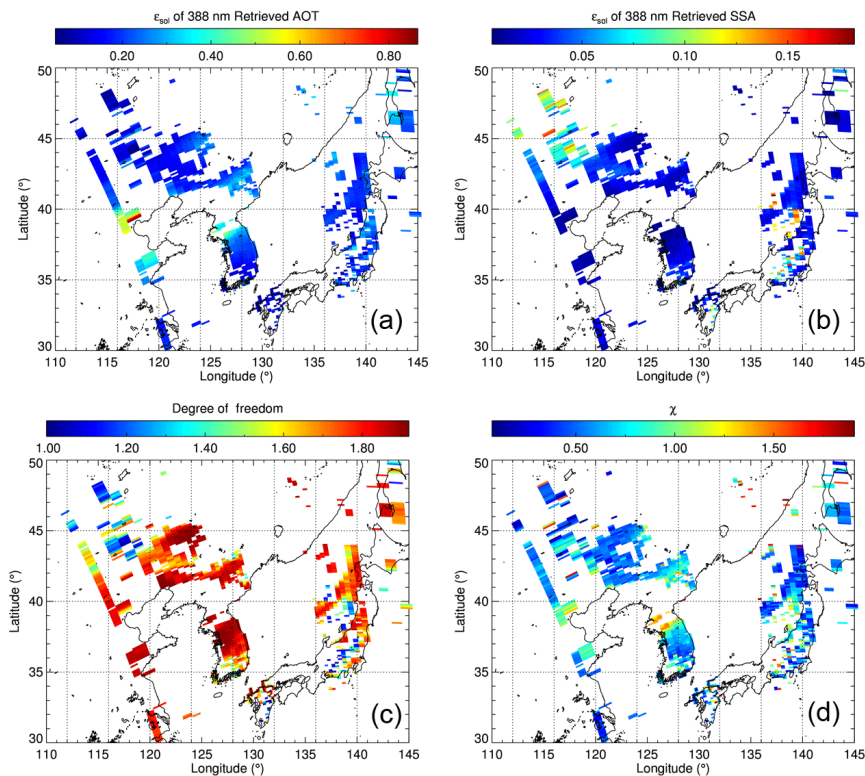 ε_sol of 388 nm Retrieved AOT
0.20 0.40 0.60 0.80
50
45
40
35
30
Latitude (°)
110 115 120 125 130 135 140 145
Longitude (°)
(a)
ε_sol of 388 nm Retrieved SSA
0.05 0.10 0.15
50
45
40
35
30
Latitude (°)
110 115 120 125 130 135 140 145
Longitude (°)
(b)
Degree of freedom
1.00 1.20 1.40 1.60 1.80
50
45
40
35
30
Latitude (°)
110 115 120 125 130 135 140 145
Longitude (°)
(c)
χ
0.50 1.00 1.50
50
45
40
35
30
Latitude (°)
110 115 120 125 130 135 140 145
Longitude (°)
(d)